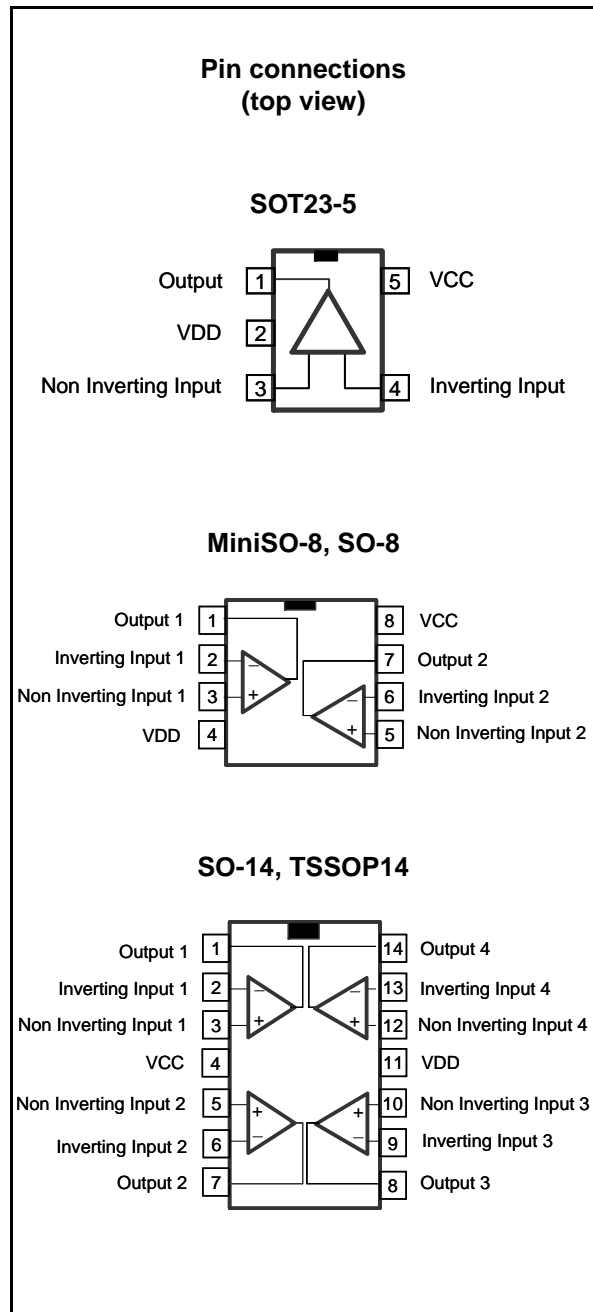 Pin connections
(top view)
SOT23-5
Output 1 5 VCC
VDD 2
Non Inverting Input 3 4 Inverting Input
MiniSO-8, SO-8
Output 1 1 8 VCC
Inverting Input 1 2 − 7 Output 2
Non Inverting Input 1 3 + − 6 Inverting Input 2
VDD 4 + 5 Non Inverting Input 2
SO-14, TSSOP14
Output 1 1 14 Output 4
Inverting Input 1 2 − − 13 Inverting Input 4
Non Inverting Input 1 3 + + 12 Non Inverting Input 4
VCC 4 11 VDD
Non Inverting Input 2 5 + + 10 Non Inverting Input 3
Inverting Input 2 6 − − 9 Inverting Input 3
Output 2 7 8 Output 3